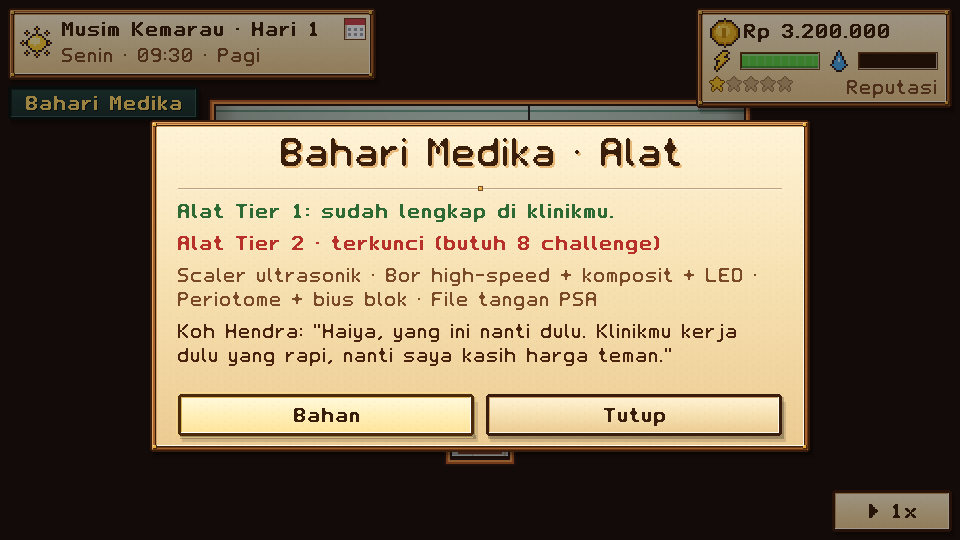 Musim Kemarau · Hari 1
Senin · 09:30 · Pagi
Rp 3.200.000
Reputasi
Bahari Medika
Bahari Medika · Alat
Alat Tier 1: sudah lengkap di klinikmu.
Alat Tier 2 · terkunci (butuh 8 challenge)
Scaler ultrasonik · Bor high-speed + komposit + LED ·
Periotome + bius blok · File tangan PSA
Koh Hendra: "Haiya, yang ini nanti dulu. Klinikmu kerja
dulu yang rapi, nanti saya kasih harga teman."
Bahan
Tutup
1x